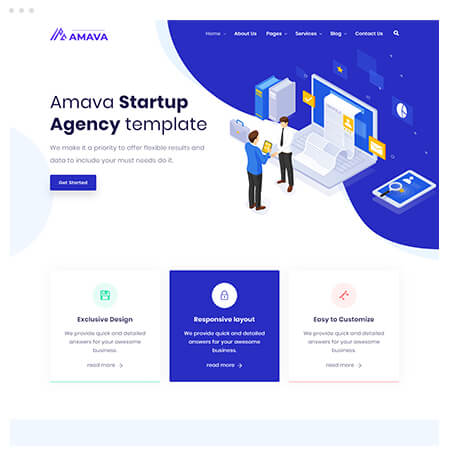 AMAVA
Home About Us Pages Services Blog Contact Us
Amava Startup
Agency template
We make it a priority to offer flexible results and
data to include your must needs do it.
Get Started
Exclusive Design
We provide quick and detailed
answers for your awesome
business.
read more
Responsive layout
We provide quick and detailed
answers for your awesome
business.
read more
Easy to Customize
We provide quick and detailed
answers for your awesome
business.
read more